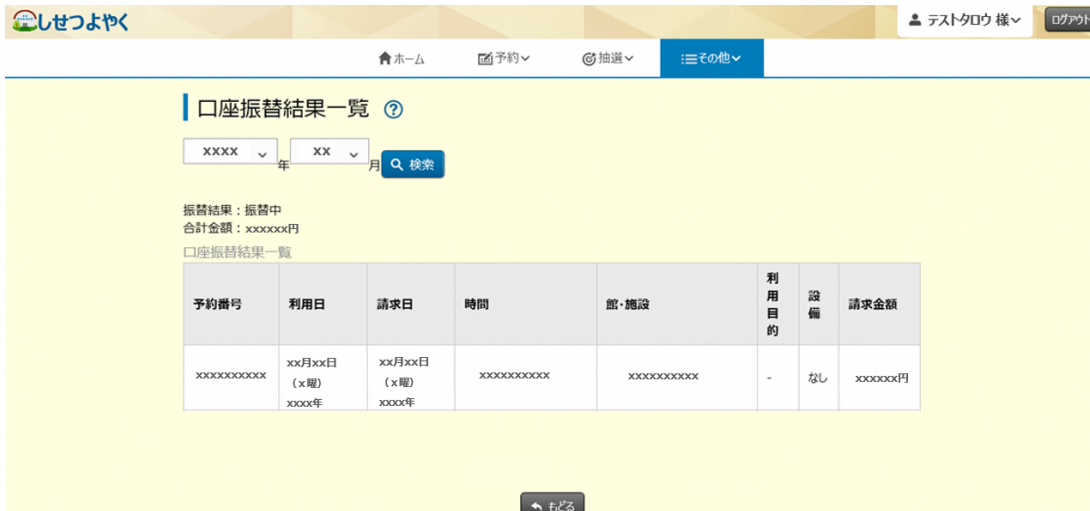 しせつよやく
テストタロウ 様
ログアウト
ホーム 予約 抽選 その他
口座振替結果一覧 ?
xxxx 年 xx 月 検索
振替結果：振替中
合計金額：xxxxxx円
口座振替結果一覧
予約番号 利用日 請求日 時間 館・施設 利用目的 設備 請求金額
xxxxxxxxxx xx月xx日（x曜）xxxx年 xx月xx日（x曜）xxxx年 xxxxxxxxxx xxxxxxxxxx - なし xxxxxx円
もどる